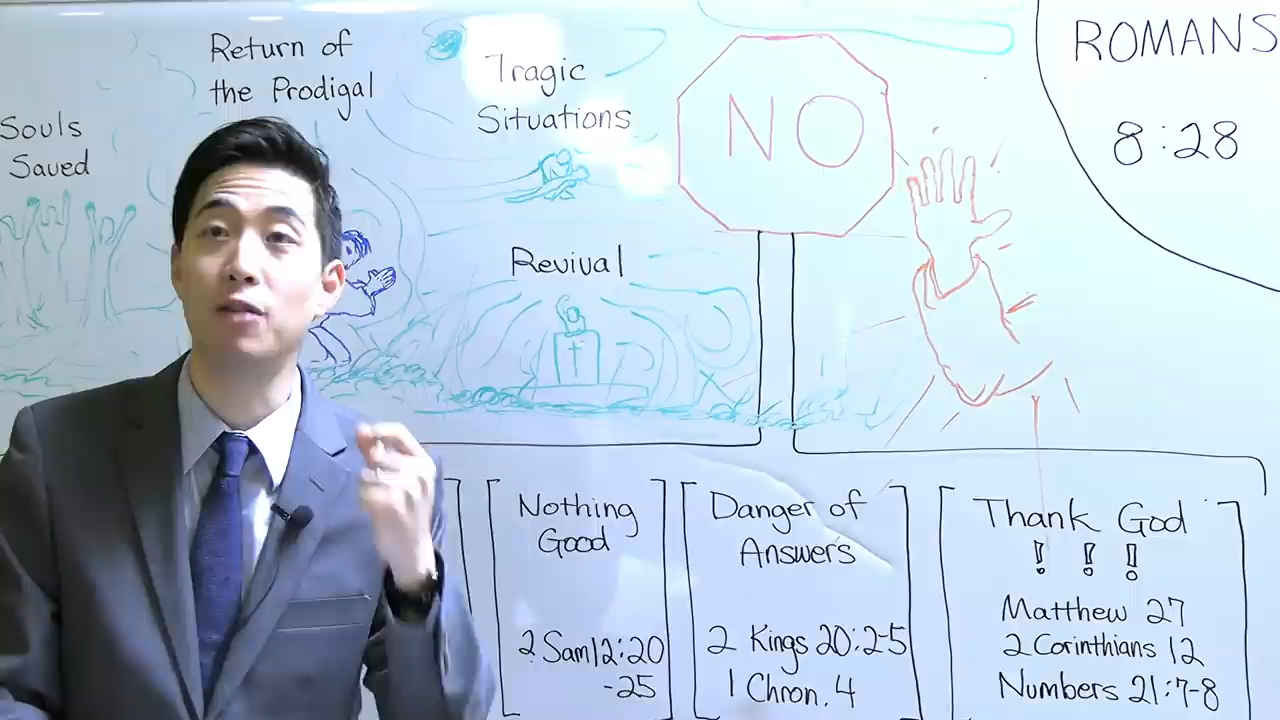 Souls
Saved
Return of
the Prodigal
Tragic
Situations
Revival
NO
ROMANS
8:28
Nothing
Good
2 Sam 12:20
-25
Danger of
Answers
2 Kings 20:2-5
1 Chron. 4
Thank God
! ! !
Matthew 27
2 Corinthians 12
Numbers 21:7-8